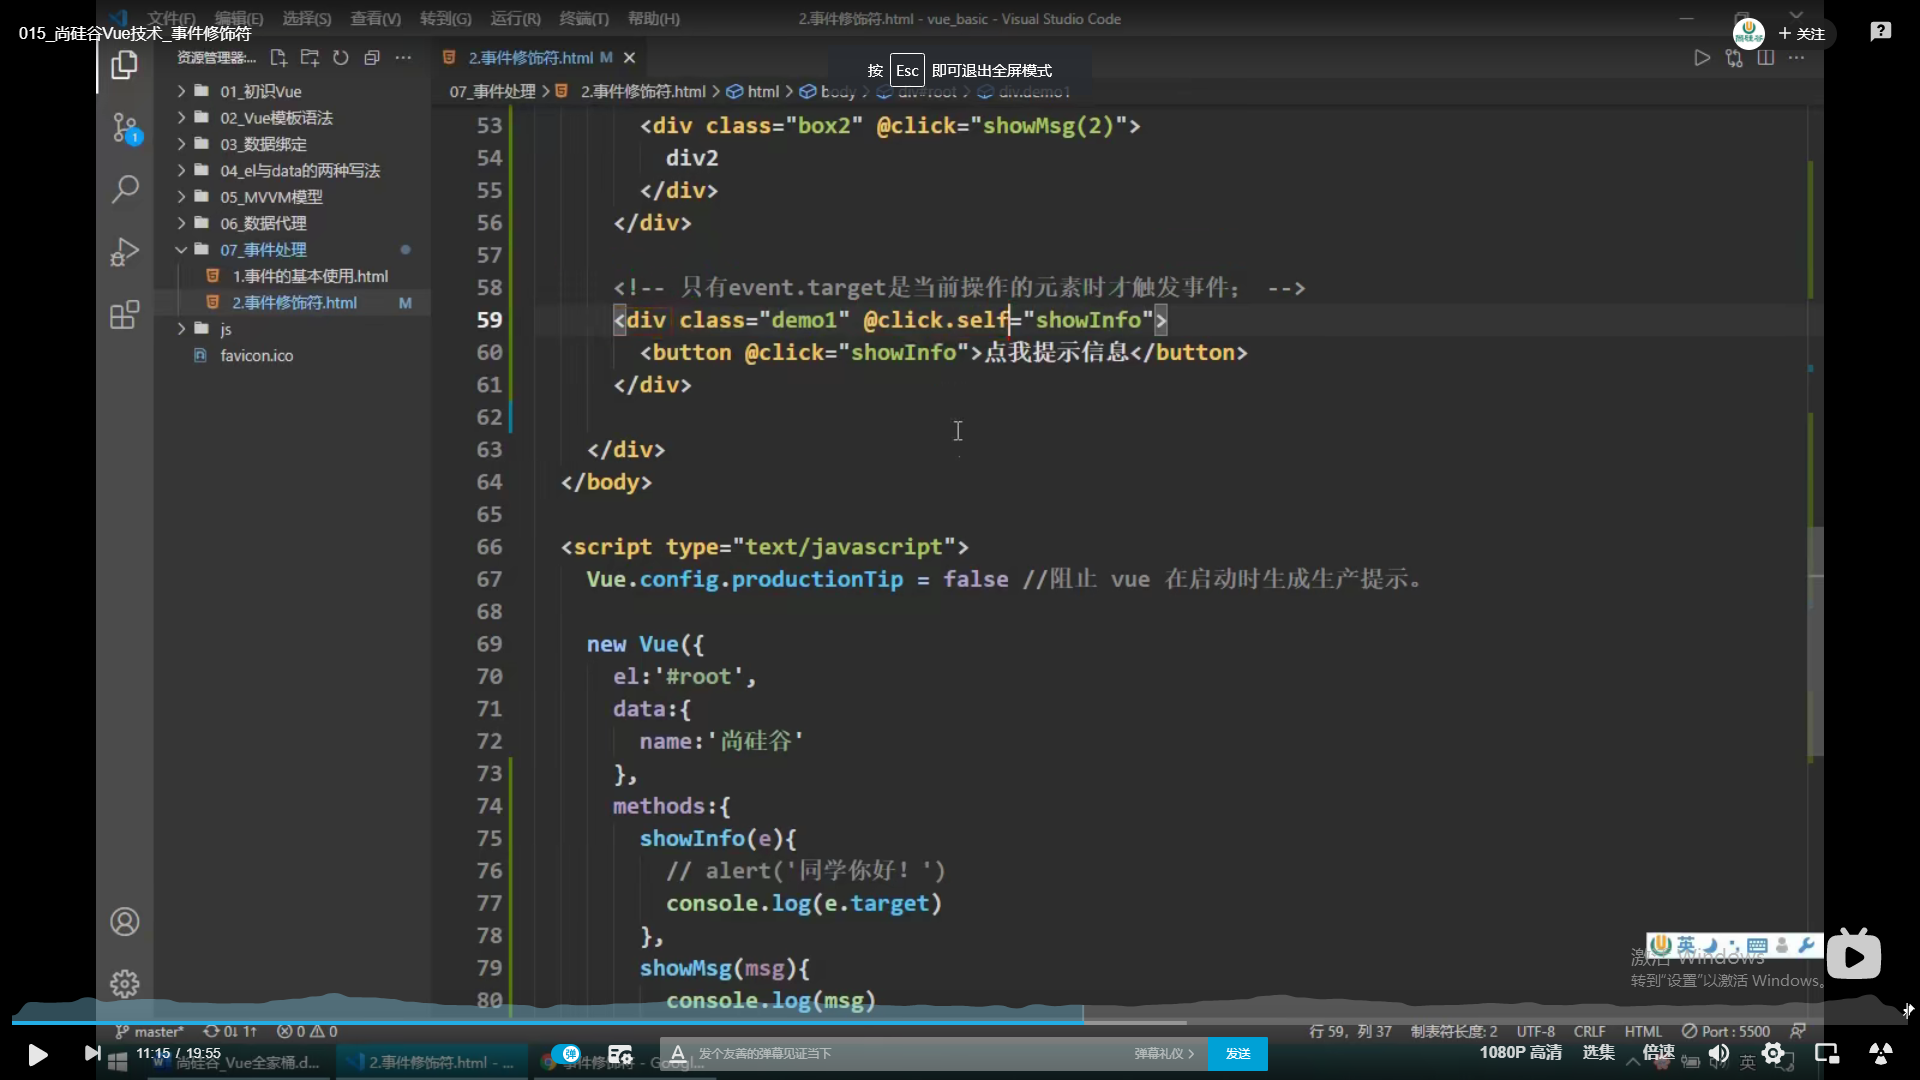 文件(F) 编辑(E) 选择(S) 查看(V) 转到(G) 运行(R) 终端(T) 帮助(H)
2.事件修饰符.html - vue_basic - Visual Studio Code
015_尚硅谷Vue技术_事件修饰符
+ 关注
资源管理器:...
2.事件修饰符.html M
按 Esc 即可退出全屏模式
07_事件处理 > 2.事件修饰符.html > html > body > div#root > div.demo1
01_初识Vue
02_Vue模板语法
03_数据绑定
04_el与data的两种写法
05_MVVM模型
06_数据代理
07_事件处理
1.事件的基本使用.html
2.事件修饰符.html M
js
favicon.ico
1
53 <div class="box2" @click="showMsg(2)">
54 div2
55 </div>
56 </div>
57
58 <!-- 只有event.target是当前操作的元素时才触发事件； -->
59 <div class="demo1" @click.self="showInfo">
60 <button @click="showInfo">点我提示信息</button>
61 </div>
62
63 </div>
64 </body>
65
66 <script type="text/javascript">
67 Vue.config.productionTip = false //阻止 vue 在启动时生成生产提示。
68
69 new Vue({
70 el:'#root',
71 data:{
72 name:'尚硅谷'
73 },
74 methods:{
75 showInfo(e){
76 // alert('同学你好！')
77 console.log(e.target)
78 },
79 showMsg(msg){
80 console.log(msg)
英
激活 Windows
转到"设置"以激活 Windows。
master* 0↓ 1↑ 0 0
行 59，列 37 制表符长度: 2 UTF-8 CRLF HTML Port : 5500
11:15 / 19:55
弹
发个友善的弹幕见证当下
弹幕礼仪 >
发送
1080P 高清 选集 倍速
尚硅谷_Vue全家桶.d...
2.事件修饰符.html - ...
事件修饰符 - Googl...
英